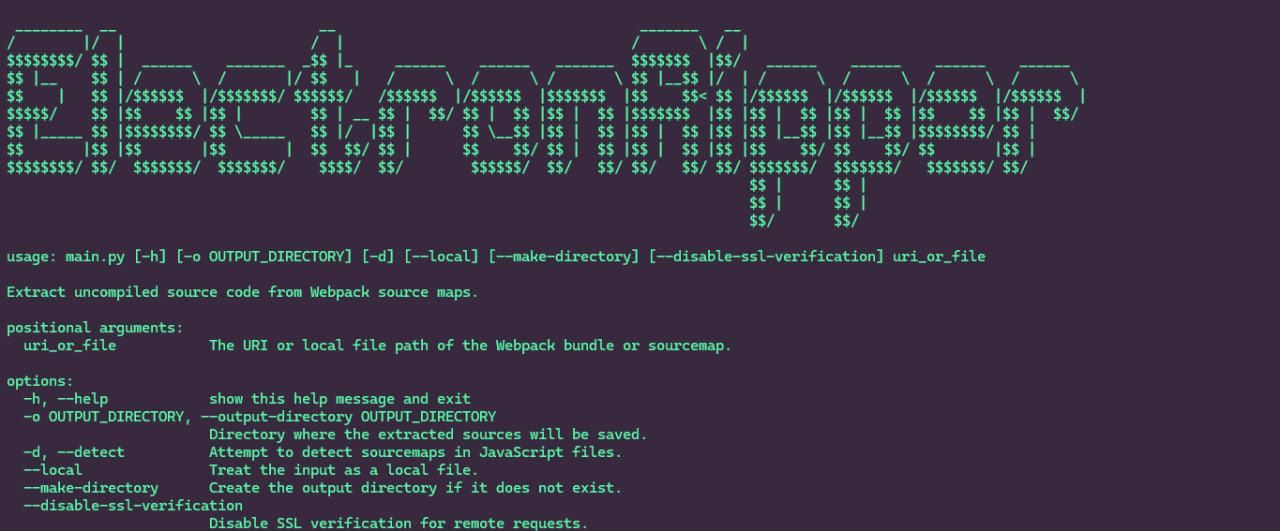 ElectronRipper
usage: main.py [-h] [-o OUTPUT_DIRECTORY] [-d] [--local] [--make-directory] [--disable-ssl-verification] uri_or_file
Extract uncompiled source code from Webpack source maps.
positional arguments:
uri_or_file The URI or local file path of the Webpack bundle or sourcemap.
options:
-h, --help show this help message and exit
-o OUTPUT_DIRECTORY, --output-directory OUTPUT_DIRECTORY
Directory where the extracted sources will be saved.
-d, --detect Attempt to detect sourcemaps in JavaScript files.
--local Treat the input as a local file.
--make-directory Create the output directory if it does not exist.
--disable-ssl-verification
Disable SSL verification for remote requests.